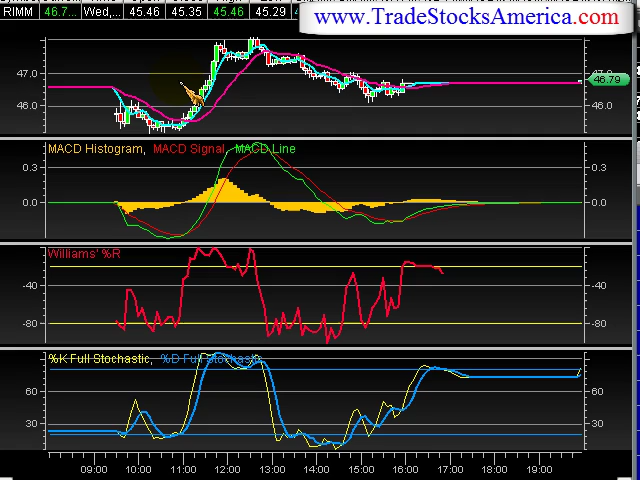 RIMM 46.7... Wed,... 45.46 45.35 45.46 45.29
www.TradeStocksAmerica.com
47.0 47.0
46.79
46.0 46.0
MACD Histogram, MACD Signal, MACD Line
0.3 0.3
0.0 0.0
Williams' %R
-40 -40
-80 -80
%K Full Stochastic, %D Full Stochastic
60 60
30 30
09:00 10:00 11:00 12:00 13:00 14:00 15:00 16:00 17:00 18:00 19:00